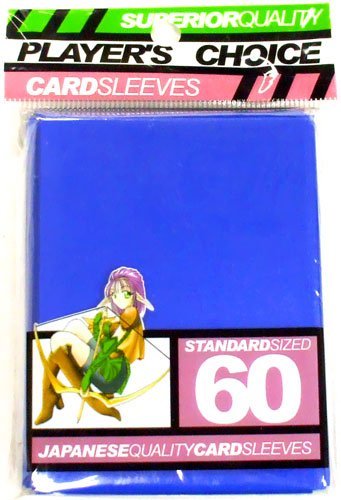 SUPERIORQUALITY
PLAYER'S CHOICE
CARDSLEEVES
STANDARDSIZED
60
JAPANESEQUALITYCARDSLEEVES